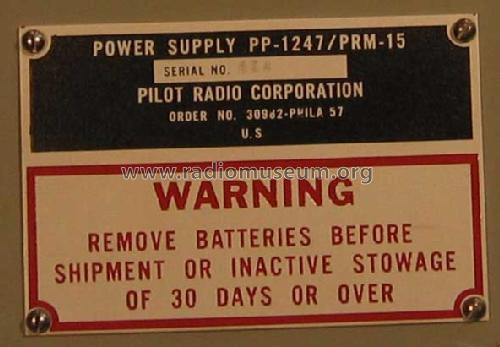 POWER SUPPLY PP-1247/PRM-15
SERIAL NO.
PILOT RADIO CORPORATION
ORDER NO. 30982-PHILA 57
U.S
www.radiomuseum.org
WARNING
REMOVE BATTERIES BEFORE
SHIPMENT OR INACTIVE STOWAGE
OF 30 DAYS OR OVER